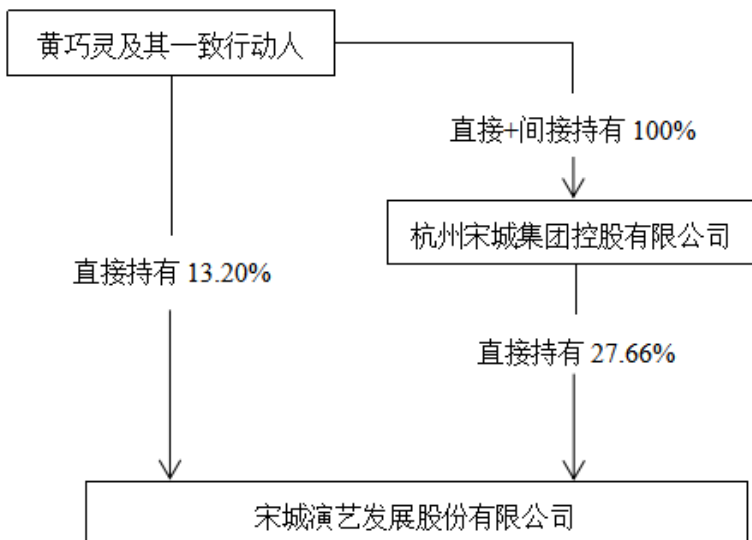 黄巧灵及其一致行动人
直接+间接持有 100%
杭州宋城集团控股有限公司
直接持有 13.20%
直接持有 27.66%
宋城演艺发展股份有限公司